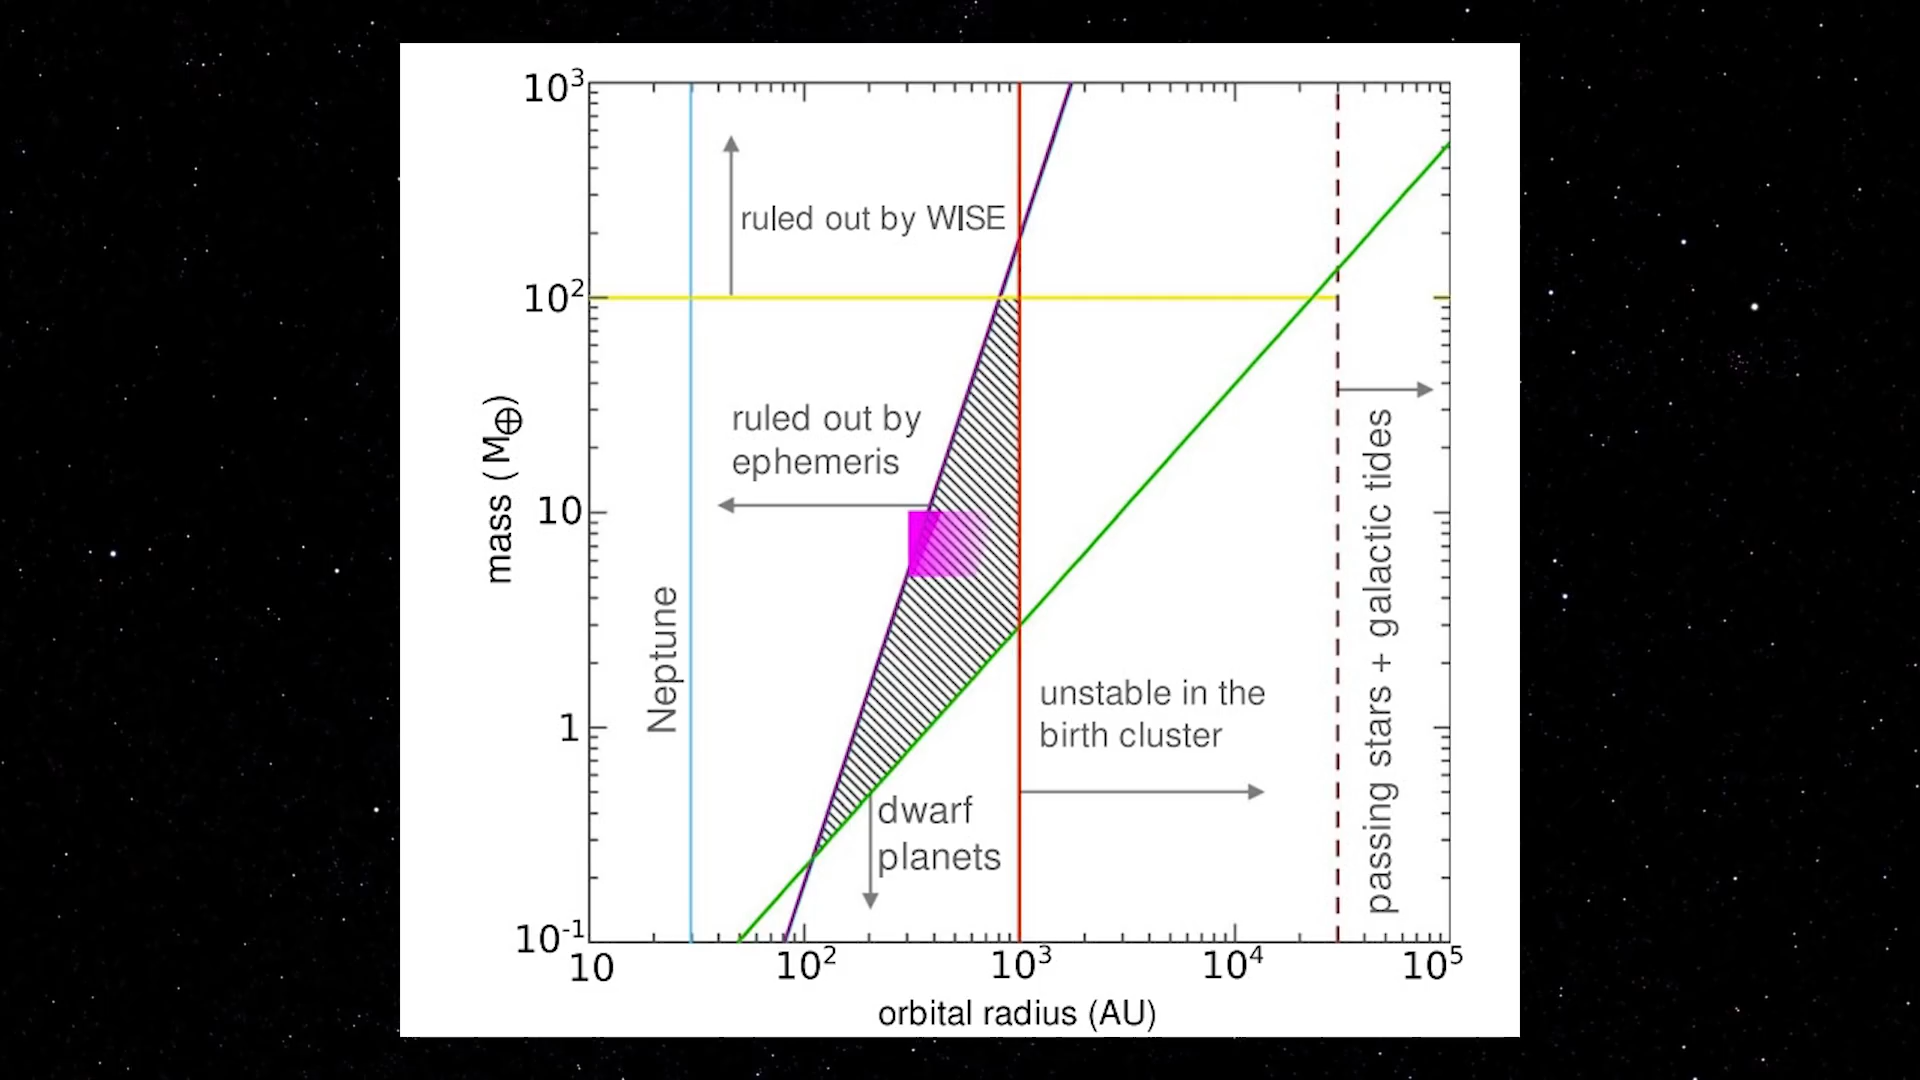 10³
ruled out by WISE
10²
ruled out by
ephemeris
mass (M⊕)
10
Neptune
passing stars + galactic tides
unstable in the
birth cluster
1
dwarf
planets
10⁻¹
10 10² 10³ 10⁴ 10⁵
orbital radius (AU)